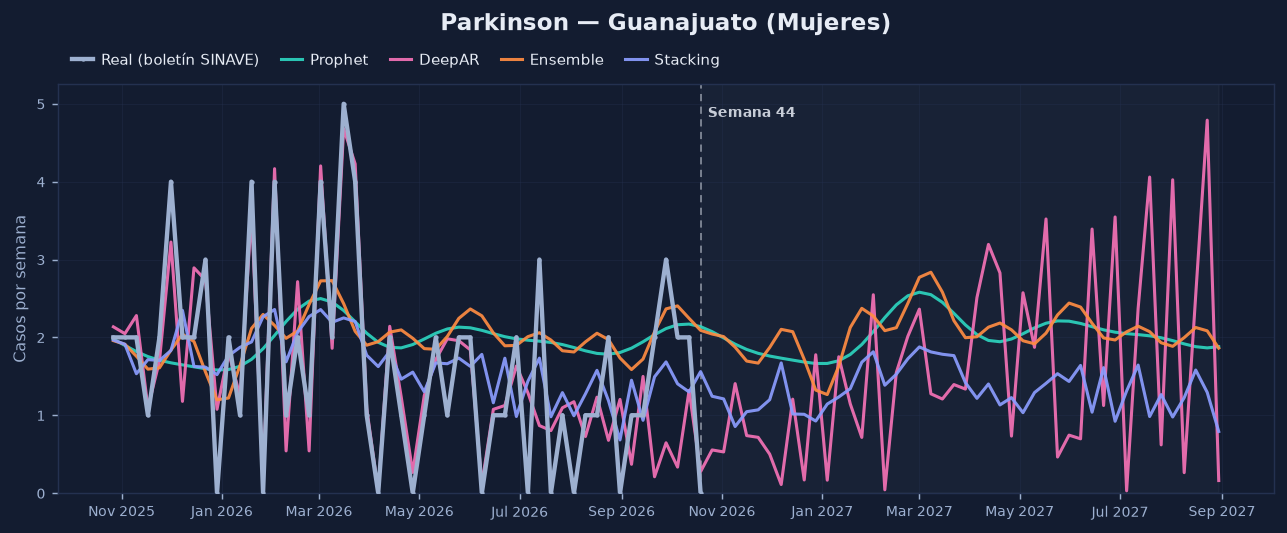 Parkinson — Guanajuato (Mujeres)
Real (boletín SINAVE) Prophet DeepAR Ensemble Stacking
Semana 44
Casos por semana
5
4
3
2
1
0
Nov 2025 Jan 2026 Mar 2026 May 2026 Jul 2026 Sep 2026 Nov 2026 Jan 2027 Mar 2027 May 2027 Jul 2027 Sep 2027